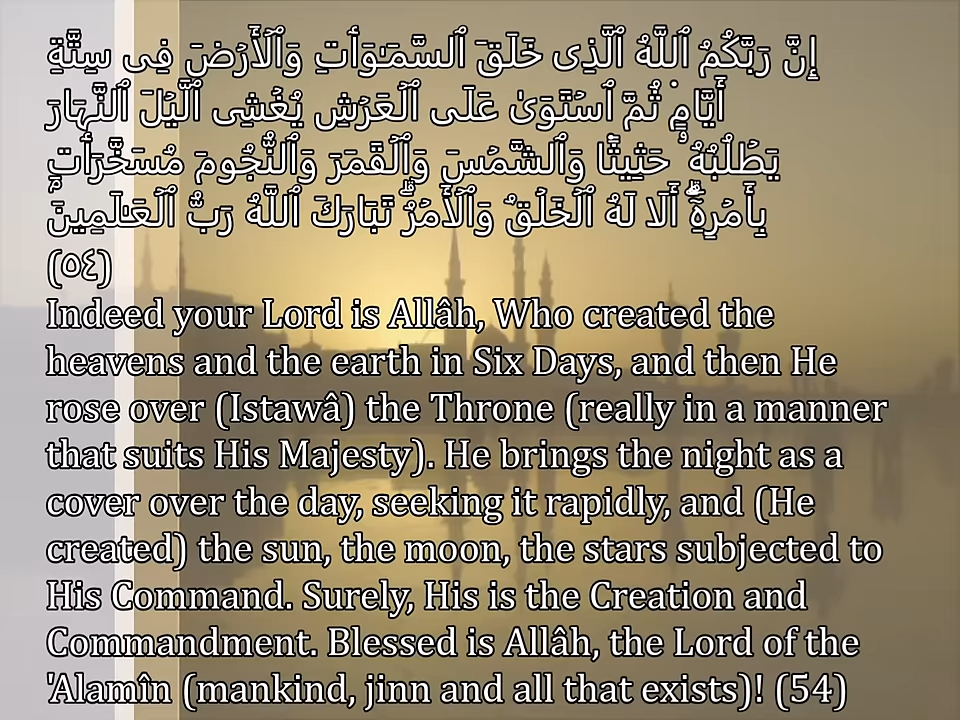 إِنَّ رَبَّكُمُ ٱللَّهُ ٱلَّذِى خَلَقَ ٱلسَّمَـٰوَٲتِ وَٱلْأَرْضَ فِى سِتَّةِ
أَيَّامٍ۬ ثُمَّ ٱسْتَوَىٰ عَلَى ٱلْعَرْشِ يُغْشِى ٱلَّيْلَ ٱلنَّہَارَ
يَطْلُبُهُ ۥ حَثِيثً۬ا وَٱلشَّمْسَ وَٱلْقَمَرَ وَٱلنُّجُومَ مُسَخَّرَٲتِۭ
بِأَمْرِهِۦۤ‌ۗ أَلَا لَهُ ٱلْخَلْقُ وَٱلْأَمْرُ‌ۗ تَبَارَكَ ٱللَّهُ رَبُّ ٱلْعَـٰلَمِينَ
(٥٤)
Indeed your Lord is Allâh, Who created the
heavens and the earth in Six Days, and then He
rose over (Istawâ) the Throne (really in a manner
that suits His Majesty). He brings the night as a
cover over the day, seeking it rapidly, and (He
created) the sun, the moon, the stars subjected to
His Command. Surely, His is the Creation and
Commandment. Blessed is Allâh, the Lord of the
'Alamîn (mankind, jinn and all that exists)! (54)